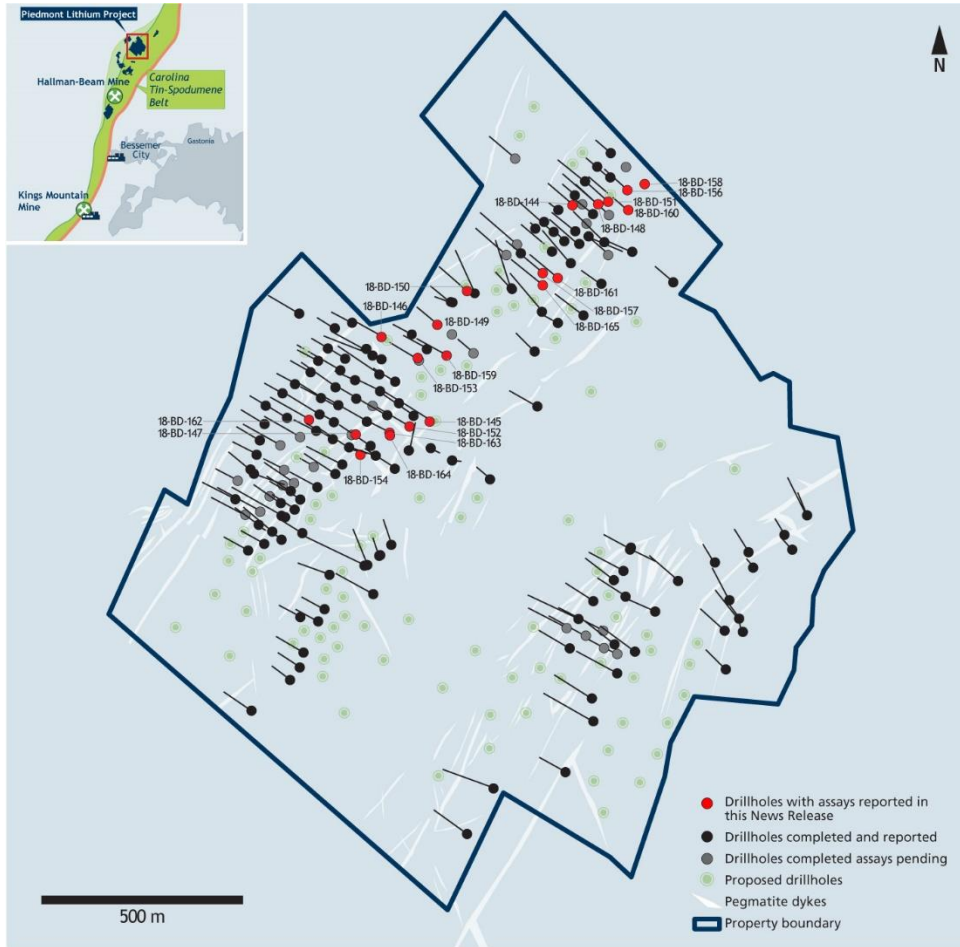 Piedmont Lithium Project
Hallman-Beam Mine
Carolina
Tin-Spodumene
Belt
Bessemer
City
Gastonia
Kings Mountain
Mine
N
18-BD-158
18-BD-156
18-BD-144
18-BD-151
18-BD-160
18-BD-148
18-BD-150
18-BD-161
18-BD-146
18-BD-157
18-BD-149
18-BD-165
18-BD-159
18-BD-153
18-BD-162
18-BD-145
18-BD-147
18-BD-152
18-BD-163
18-BD-164
18-BD-154
Drillholes with assays reported in
this News Release
Drillholes completed and reported
Drillholes completed assays pending
Proposed drillholes
Pegmatite dykes
Property boundary
500 m